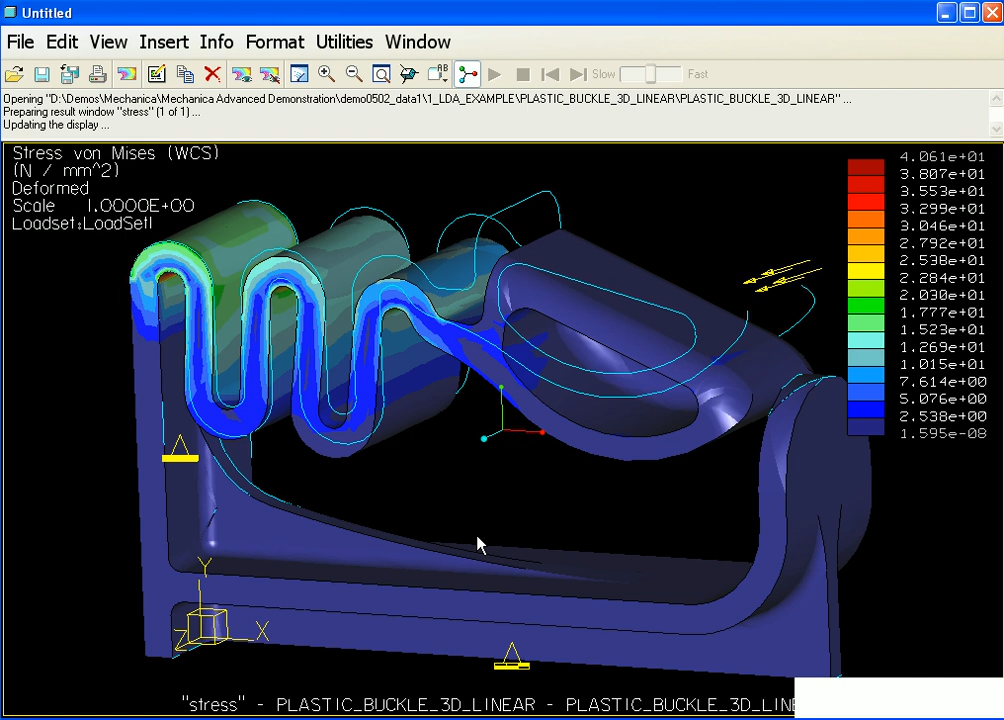 Untitled
File Edit View Insert Info Format Utilities Window
AB
Slow Fast
Opening "D:\Demos\Mechanica\Mechanica Advanced Demonstration\demo0502_data1\1_LDA_EXAMPLE\PLASTIC_BUCKLE_3D_LINEAR\PLASTIC_BUCKLE_3D_LINEAR" ...
Preparing result window "stress" (1 of 1) ...
Updating the display ...
Stress von Mises (WCS)
(N / mm^2)
Deformed
Scale 1.0000E+00
Loadset:LoadSet1
4.061e+01
3.807e+01
3.553e+01
3.299e+01
3.046e+01
2.792e+01
2.538e+01
2.284e+01
2.030e+01
1.777e+01
1.523e+01
1.269e+01
1.015e+01
7.614e+00
5.076e+00
2.538e+00
1.595e-08
Y
Z X
"stress" - PLASTIC_BUCKLE_3D_LINEAR - PLASTIC_BUCKLE_3D_LINE